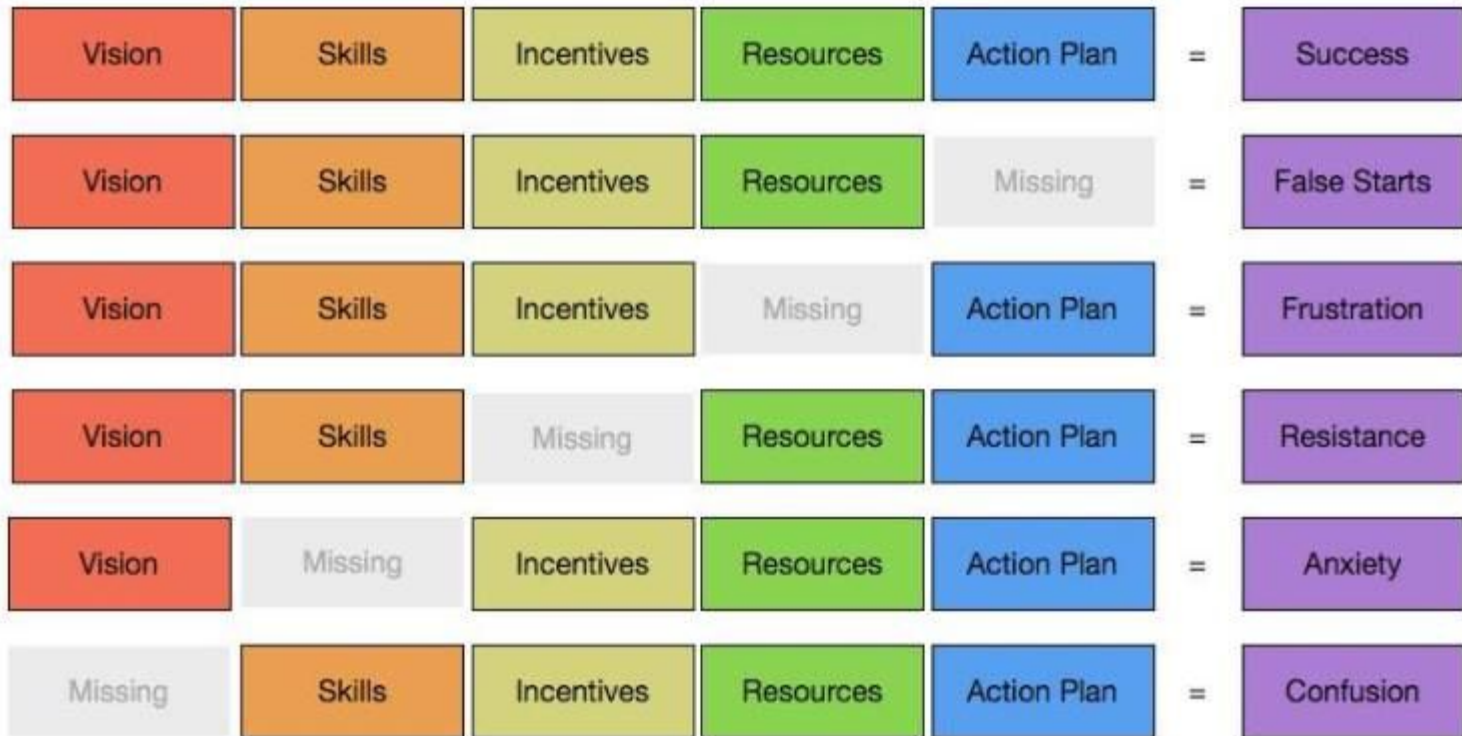 Vision Skills Incentives Resources Action Plan = Success
Vision Skills Incentives Resources Missing = False Starts
Vision Skills Incentives Missing Action Plan = Frustration
Vision Skills Missing Resources Action Plan = Resistance
Vision Missing Incentives Resources Action Plan = Anxiety
Missing Skills Incentives Resources Action Plan = Confusion